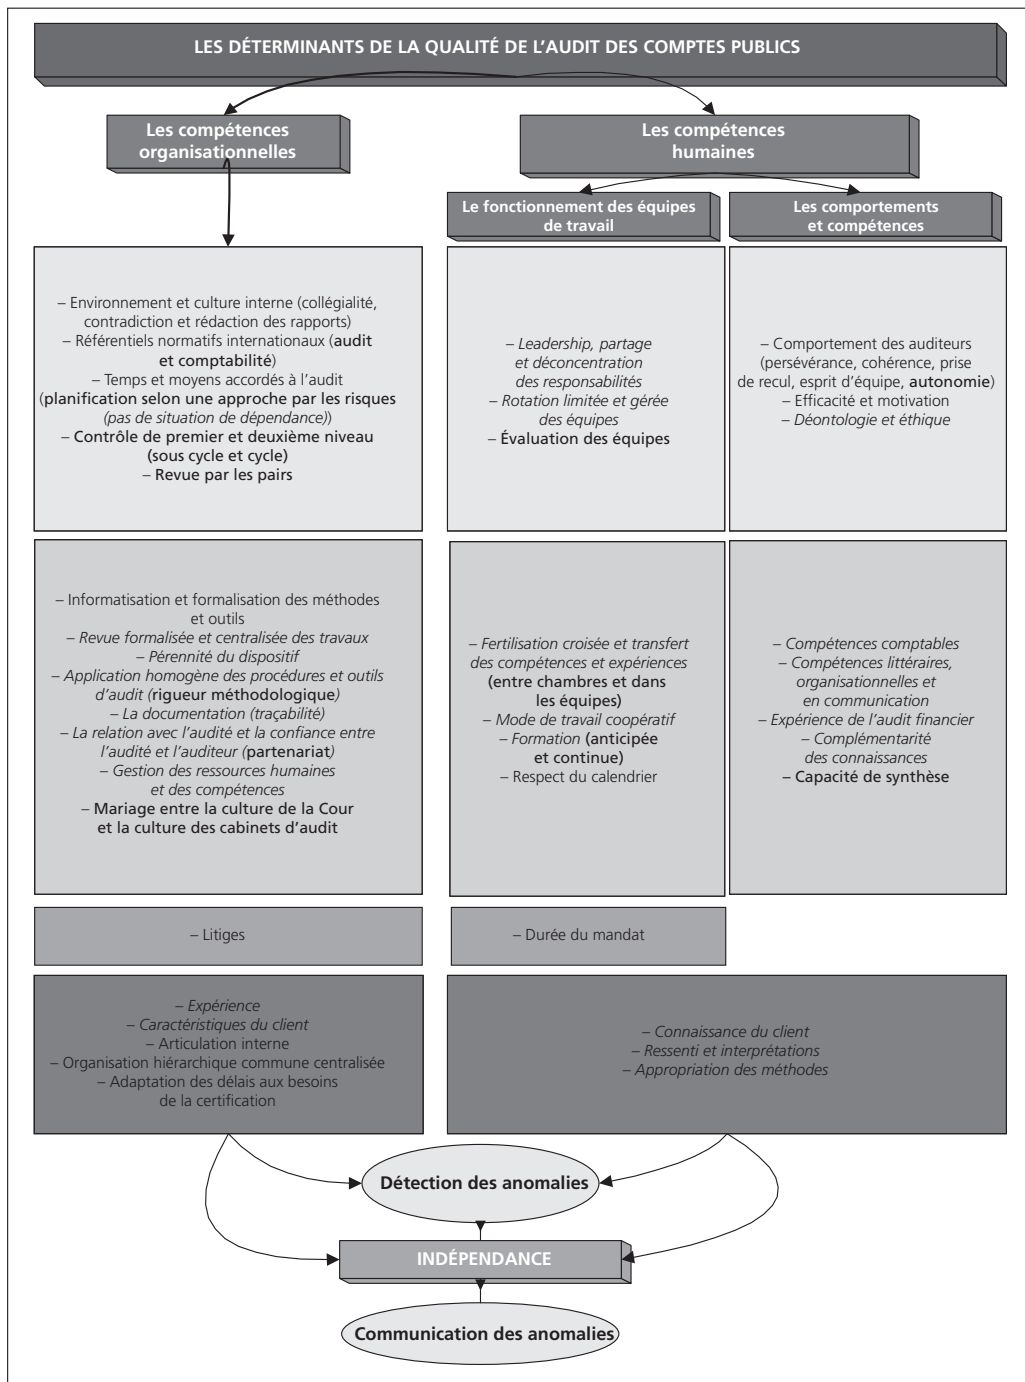 LES DÉTERMINANTS DE LA QUALITÉ DE L’AUDIT DES COMPTES PUBLICS
Les compétences
organisationnelles
Les compétences
humaines
Le fonctionnement des équipes
de travail
Les comportements
et compétences
– Environnement et culture interne (collégialité,
contradiction et rédaction des rapports)
– Référentiels normatifs internationaux (audit
et comptabilité)
– Temps et moyens accordés à l’audit
(planification selon une approche par les risques
(pas de situation de dépendance))
– Contrôle de premier et deuxième niveau
(sous cycle et cycle)
– Revue par les pairs
– Leadership, partage
et déconcentration
des responsabilités
– Rotation limitée et gérée
des équipes
– Évaluation des équipes
– Comportement des auditeurs
(persévérance, cohérence, prise
de recul, esprit d’équipe, autonomie)
– Efficacité et motivation
– Déontologie et éthique
– Informatisation et formalisation des méthodes
et outils
– Revue formalisée et centralisée des travaux
– Pérennité du dispositif
– Application homogène des procédures et outils
d’audit (rigueur méthodologique)
– La documentation (traçabilité)
– La relation avec l’audité et la confiance entre
l’audité et l’auditeur (partenariat)
– Gestion des ressources humaines
et des compétences
– Mariage entre la culture de la Cour
et la culture des cabinets d’audit
– Fertilisation croisée et transfert
des compétences et expériences
(entre chambres et dans
les équipes)
– Mode de travail coopératif
– Formation (anticipée
et continue)
– Respect du calendrier
– Compétences comptables
– Compétences littéraires,
organisationnelles et
en communication
– Expérience de l’audit financier
– Complémentarité
des connaissances
– Capacité de synthèse
– Litiges
– Durée du mandat
– Expérience
– Caractéristiques du client
– Articulation interne
– Organisation hiérarchique commune centralisée
– Adaptation des délais aux besoins
de la certification
– Connaissance du client
– Ressenti et interprétations
– Appropriation des méthodes
Détection des anomalies
INDÉPENDANCE
Communication des anomalies